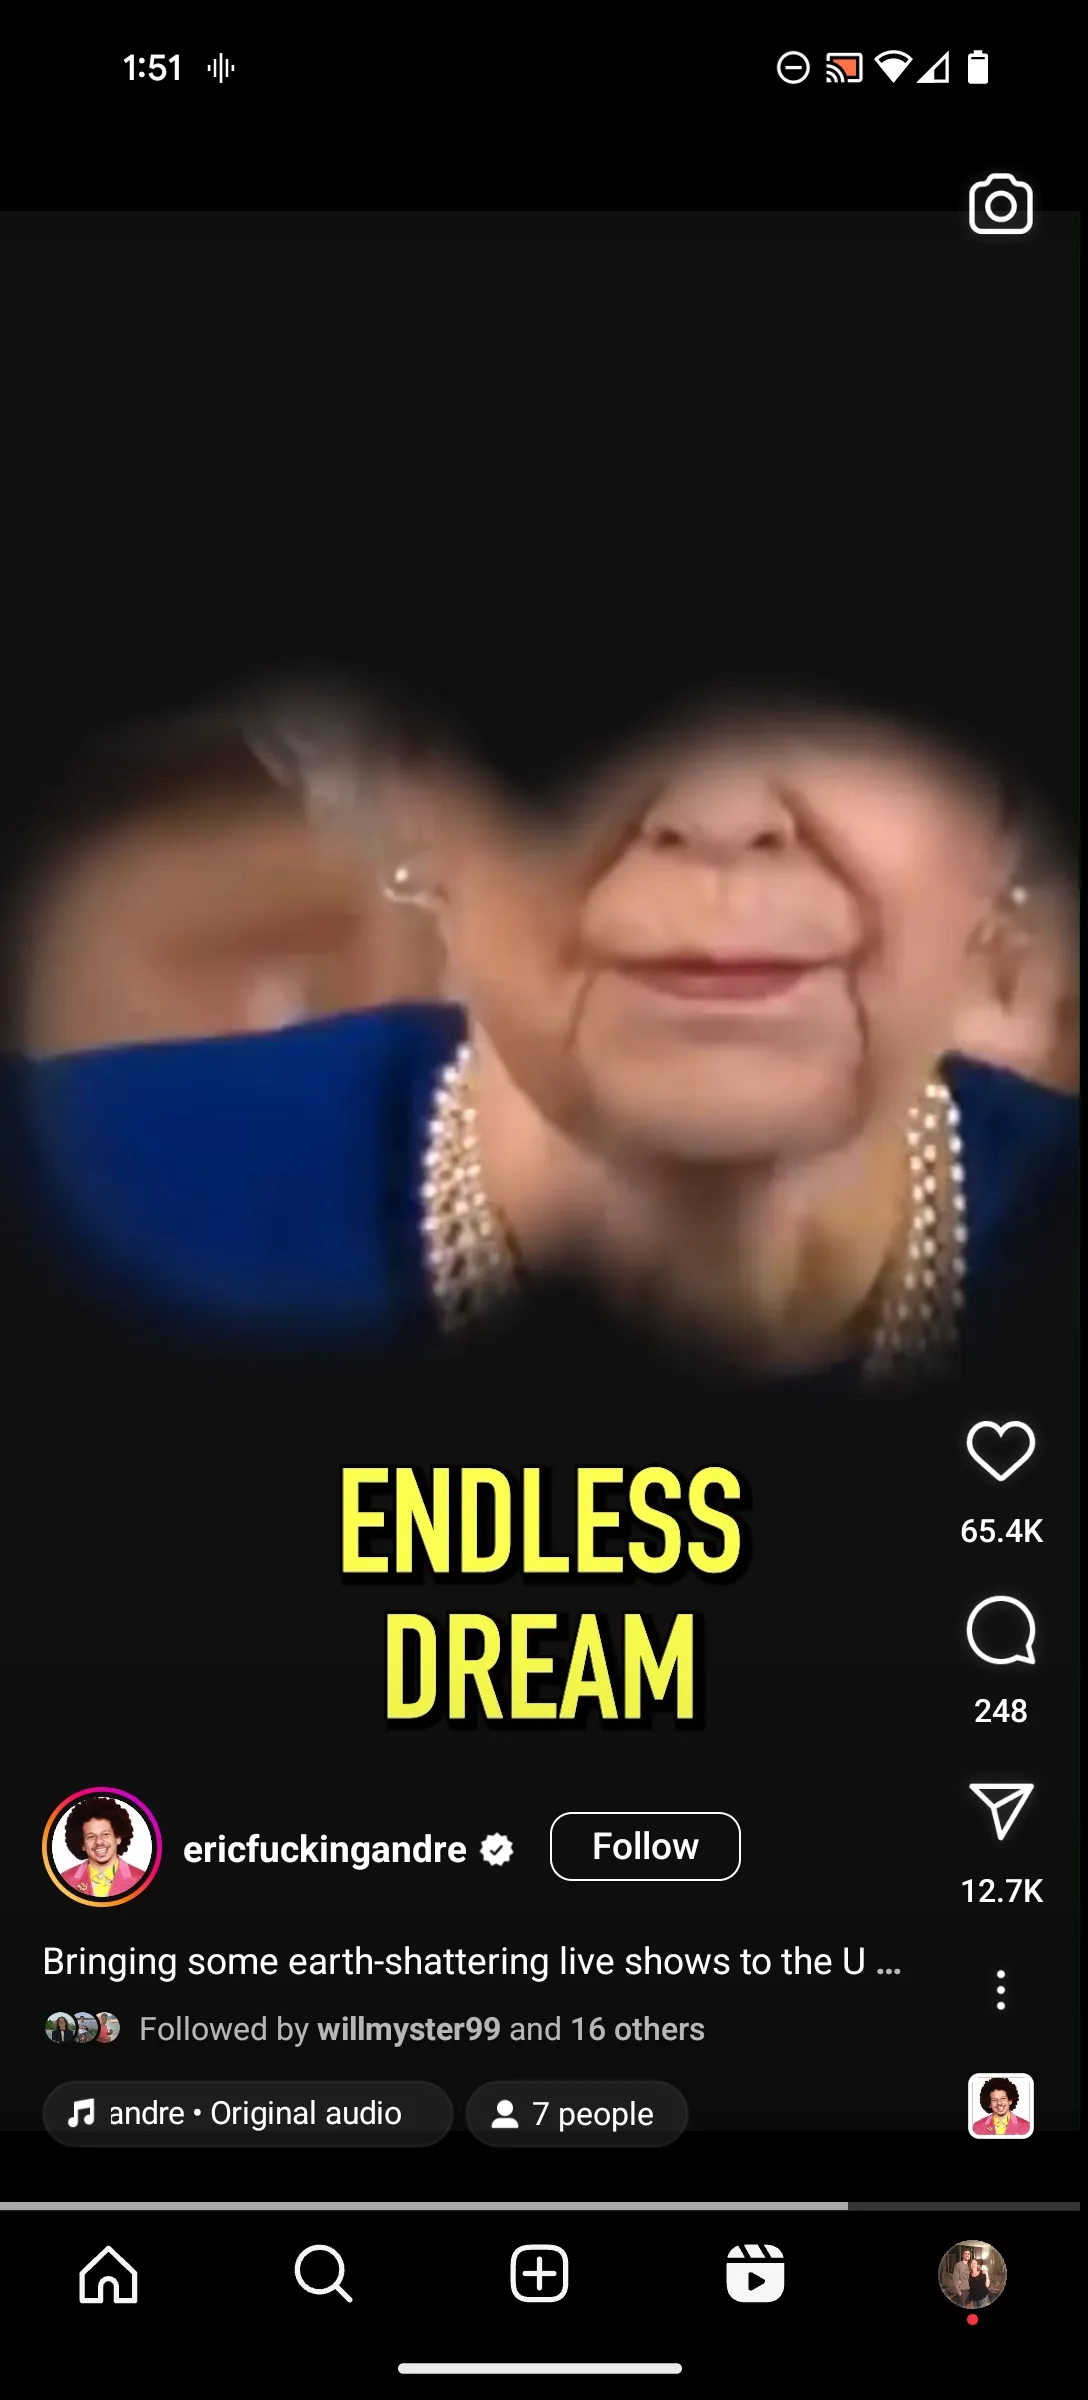 1:51
ENDLESS
DREAM
65.4K
248
12.7K
ericfuckingandre
Follow
Bringing some earth-shattering live shows to the U ...
Followed by willmyster99 and 16 others
andre • Original audio
7 people